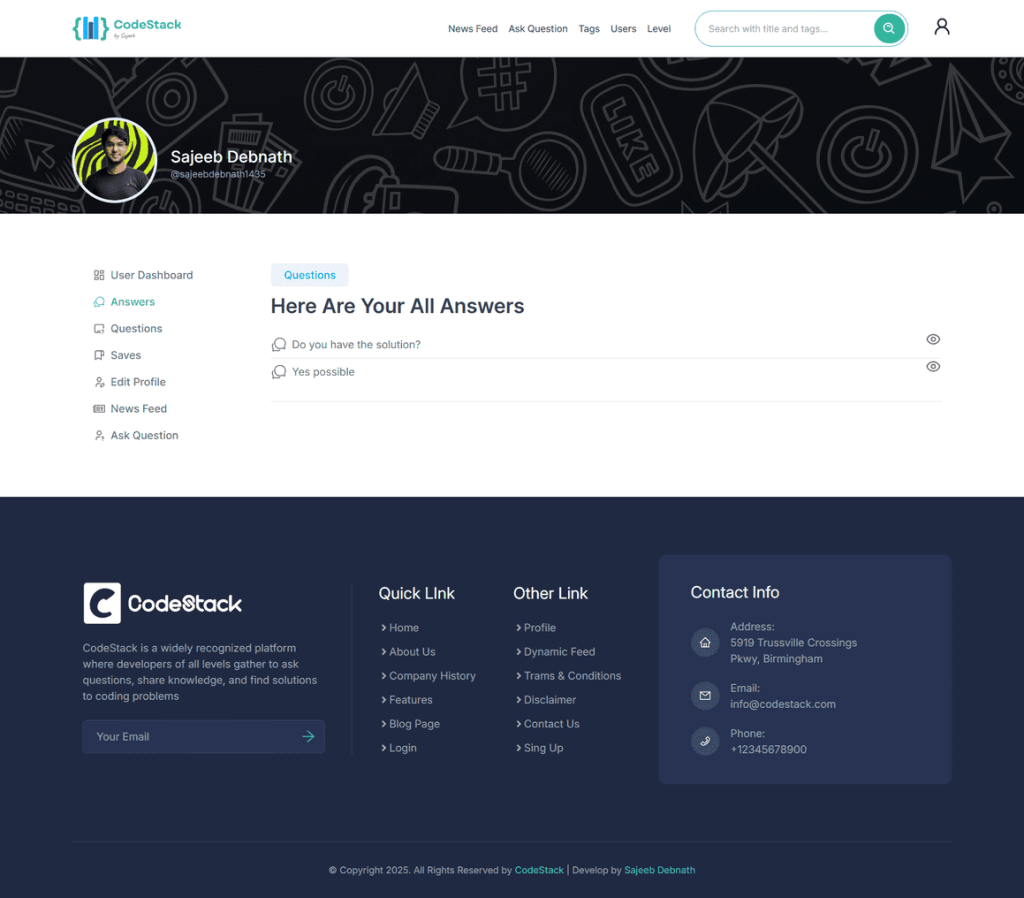 CodeStack
by Sajeeb
News Feed
Ask Question
Tags
Users
Level
Search with title and tags...
LIKE
Sajeeb Debnath
@sajeebdebnath1435
User Dashboard
Answers
Questions
Saves
Edit Profile
News Feed
Ask Question
Questions
Here Are Your All Answers
Do you have the solution?
Yes possible
CodeStack
CodeStack is a widely recognized platform
where developers of all levels gather to ask
questions, share knowledge, and find solutions
to coding problems
Your Email
Quick LInk
Home
About Us
Company History
Features
Blog Page
Login
Other Link
Profile
Dynamic Feed
Trams & Conditions
Disclaimer
Contact Us
Sing Up
Contact Info
Address:
5919 Trussville Crossings
Pkwy, Birmingham
Email:
info@codestack.com
Phone:
+12345678900
© Copyright 2025. All Rights Reserved by CodeStack | Develop by Sajeeb Debnath